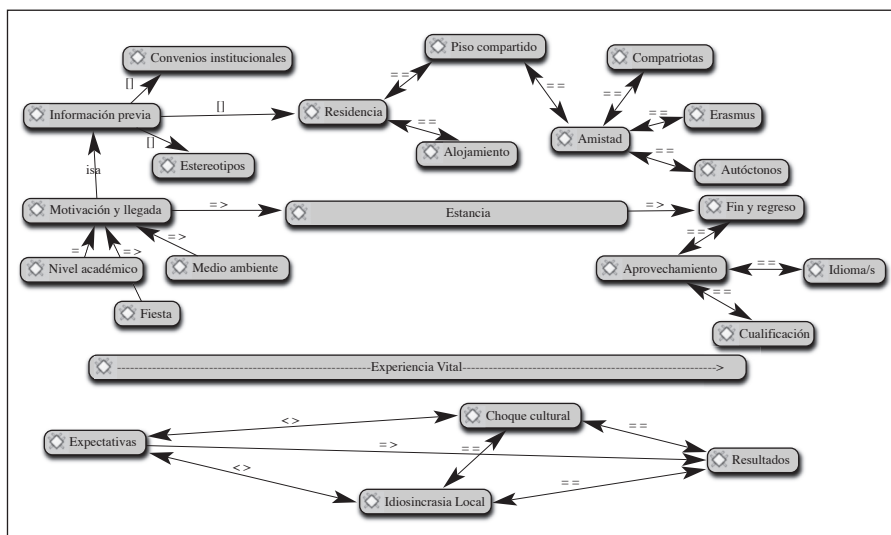 Piso compartido
Convenios institucionales
Compatriotas
==
==
==
[]
[]
Información previa
Residencia
==
==
Erasmus
Amistad
[]
Alojamiento
==
Estereotipos
Autóctonos
isa
Motivación y llegada
=>
Estancia
=>
Fin y regreso
==
=
=>
=>
Nivel académico
Medio ambiente
Aprovechamiento
==
Idioma/s
==
Fiesta
Cualificación
---Experiencia Vital--->
<>
Choque cultural
==
Expectativas
=>
==
Resultados
<>
==
Idiosincrasia Local